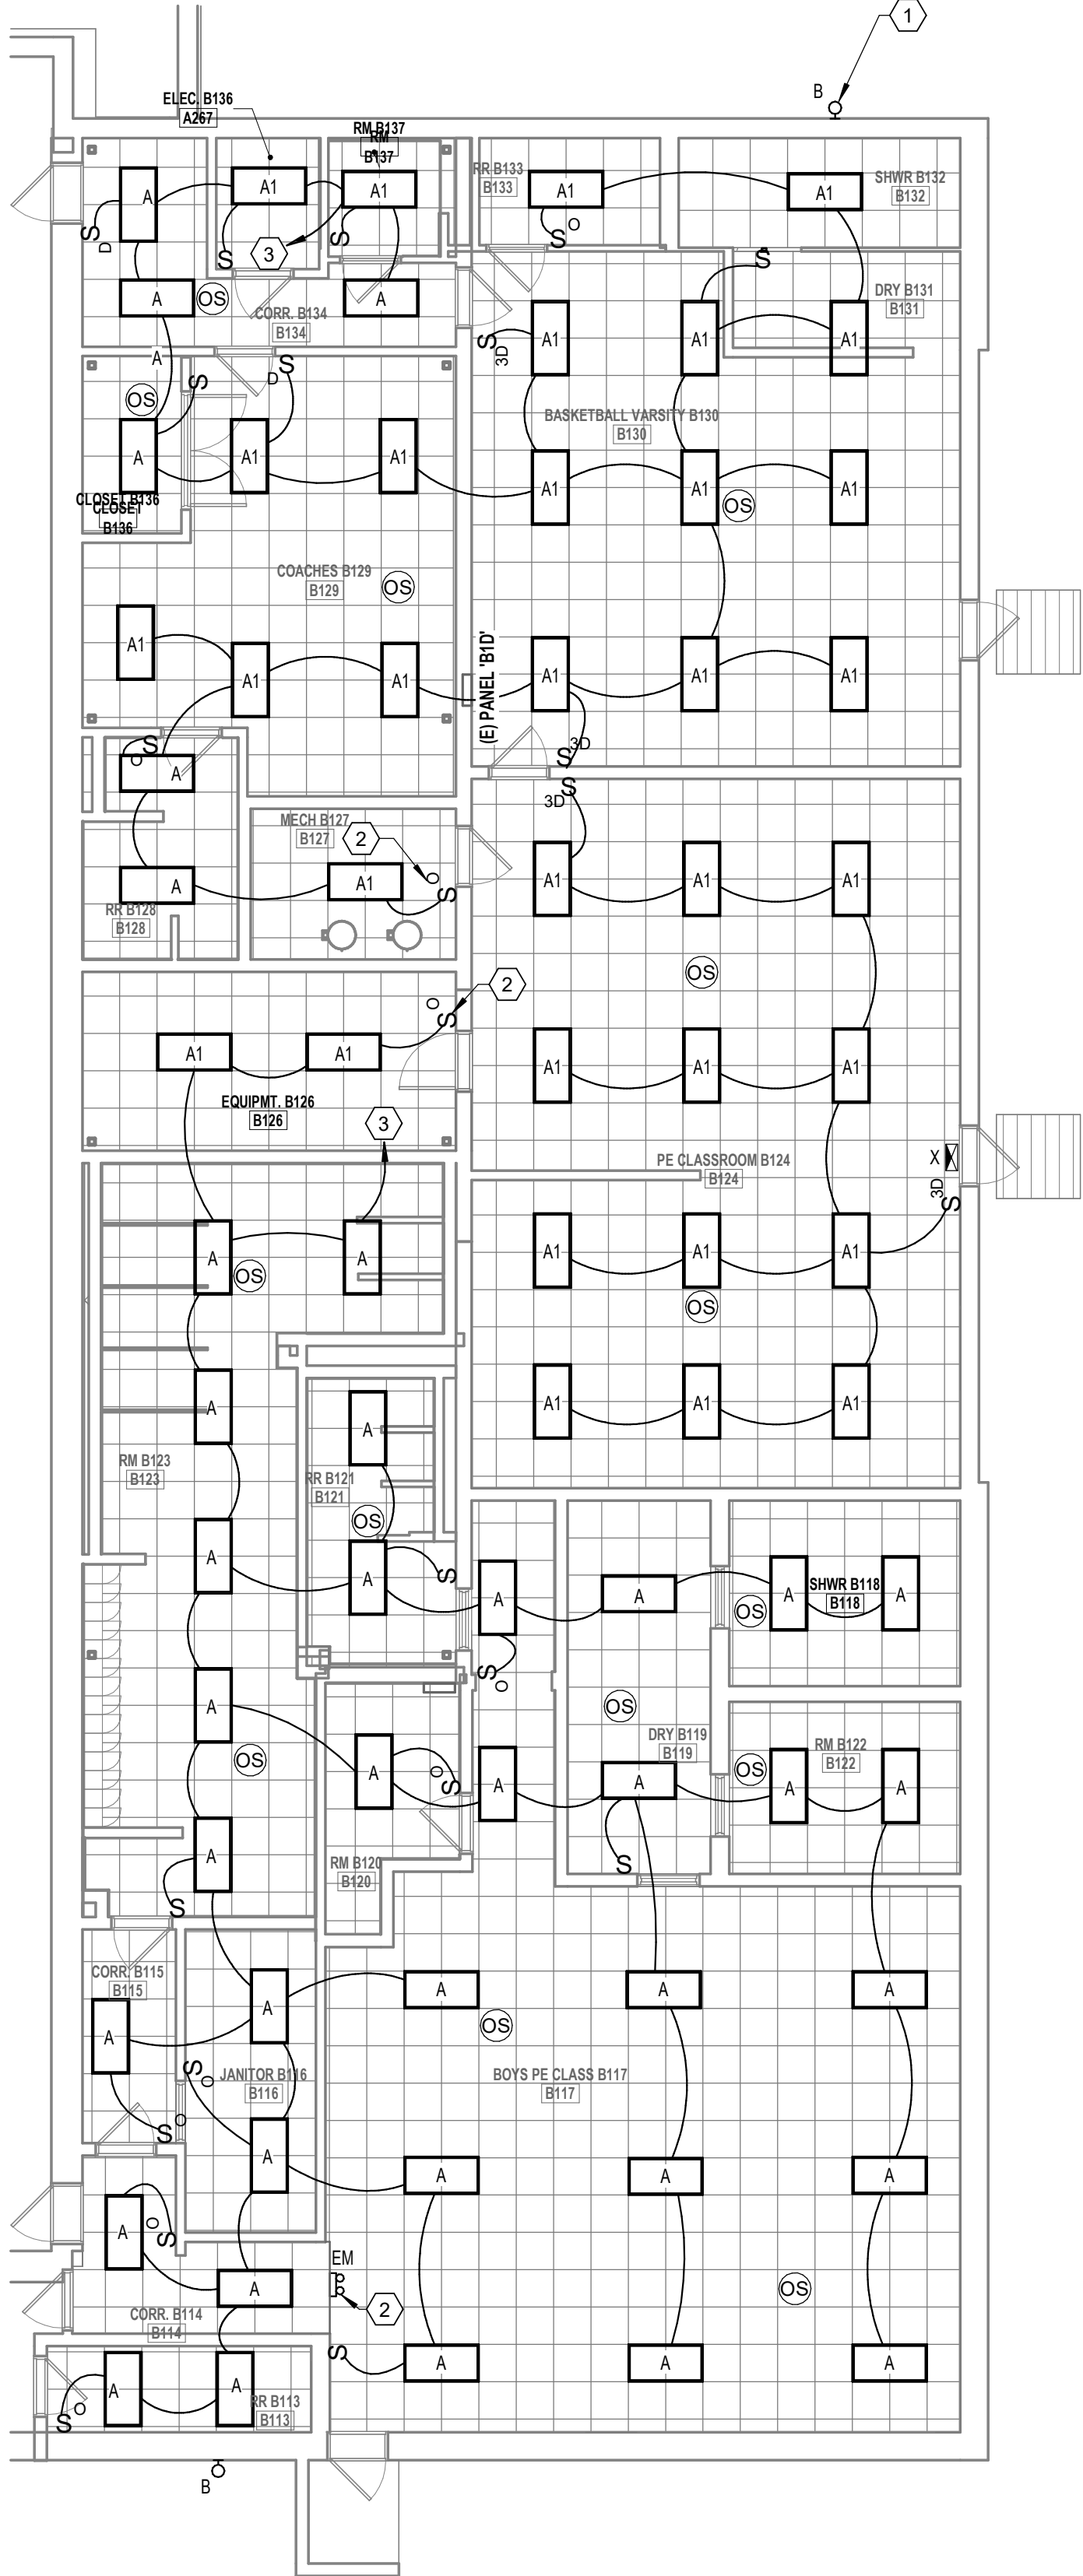 1
B
ELEC. B136
A267
RM B137
RM
B137
RR B133
B133
SHWR B132
B132
A
A1
A1
A1
A1
S
D
S
3
S
S
O
S
A
OS
A
CORR. B134
B134
DRY B131
B131
S
3D
A1
A1
A1
A
S
D
S
OS
A
A1
A1
BASKETBALL VARSITY B130
B130
A1
A1
A1
OS
CLOSET B136
CLOSET
B136
COACHES B129
B129
OS
A1
A1
A1
(E) PANEL 'B1D'
A1
A1
A1
S
O
A
S
3D
S
3D
MECH B127
B127
2
O
A1
S
A
RR B128
B128
A1
A1
A1
OS
2
O
S
A1
A1
A1
A1
A1
EQUIPMT. B126
B126
3
PE CLASSROOM B124
B124
X
3D
S
A
A
OS
A1
A1
A1
OS
A
RM B123
B123
A
RR B121
B121
OS
A1
A1
A1
A
A
S
A
A
A
SHWR B118
B118
A
OS
S
O
A
OS
OS
DRY B119
B119
RM B122
B122
OS
A
O
S
A
A
A
A
A
S
RM B120
B120
S
CORR. B115
B115
A
A
A
A
A
OS
JANITOR B116
B116
S
O
BOYS PE CLASS B117
B117
S
O
A
A
A
A
A
O
S
EM
2
A
OS
CORR. B114
B114
S
A
A
A
A
A
RR B113
B113
S
O
B